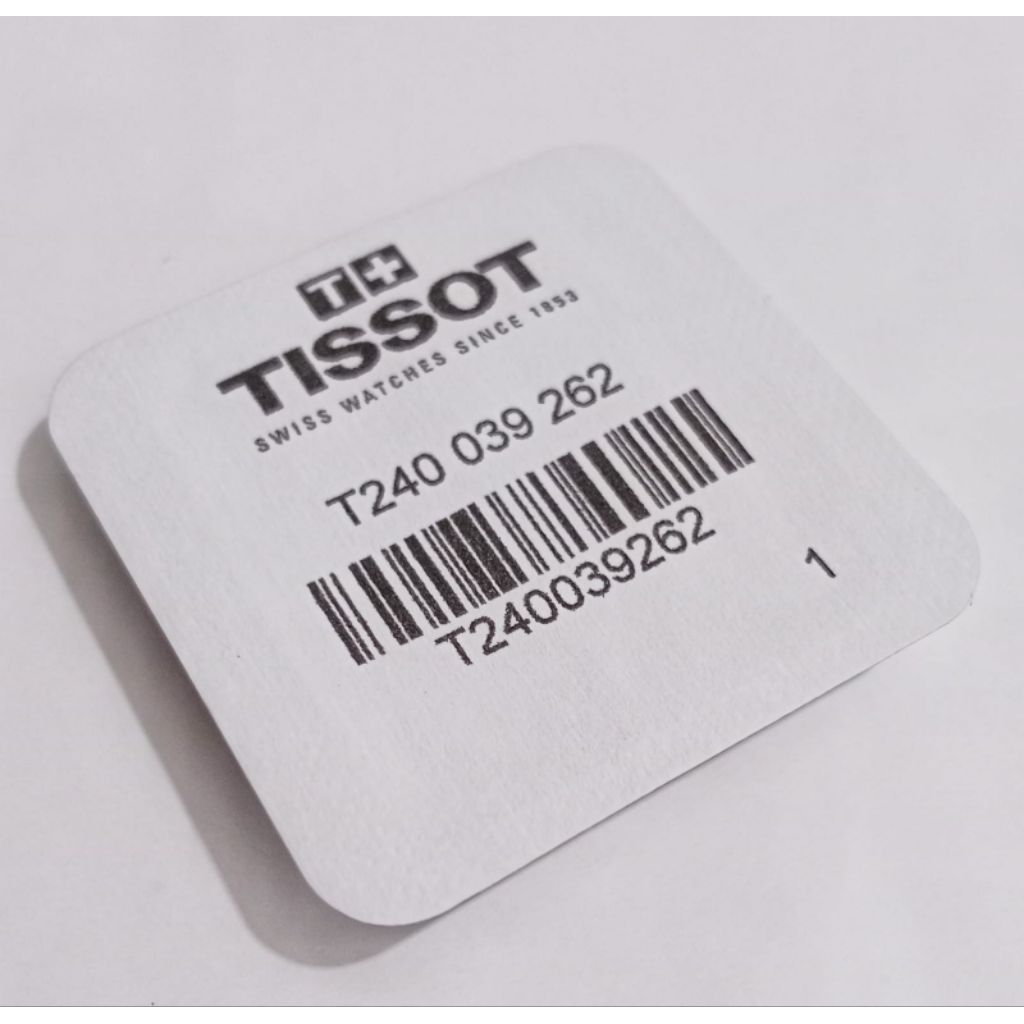 T+
TISSOT
SWISS WATCHES SINCE 1853
T240 039 262
T240039262
1